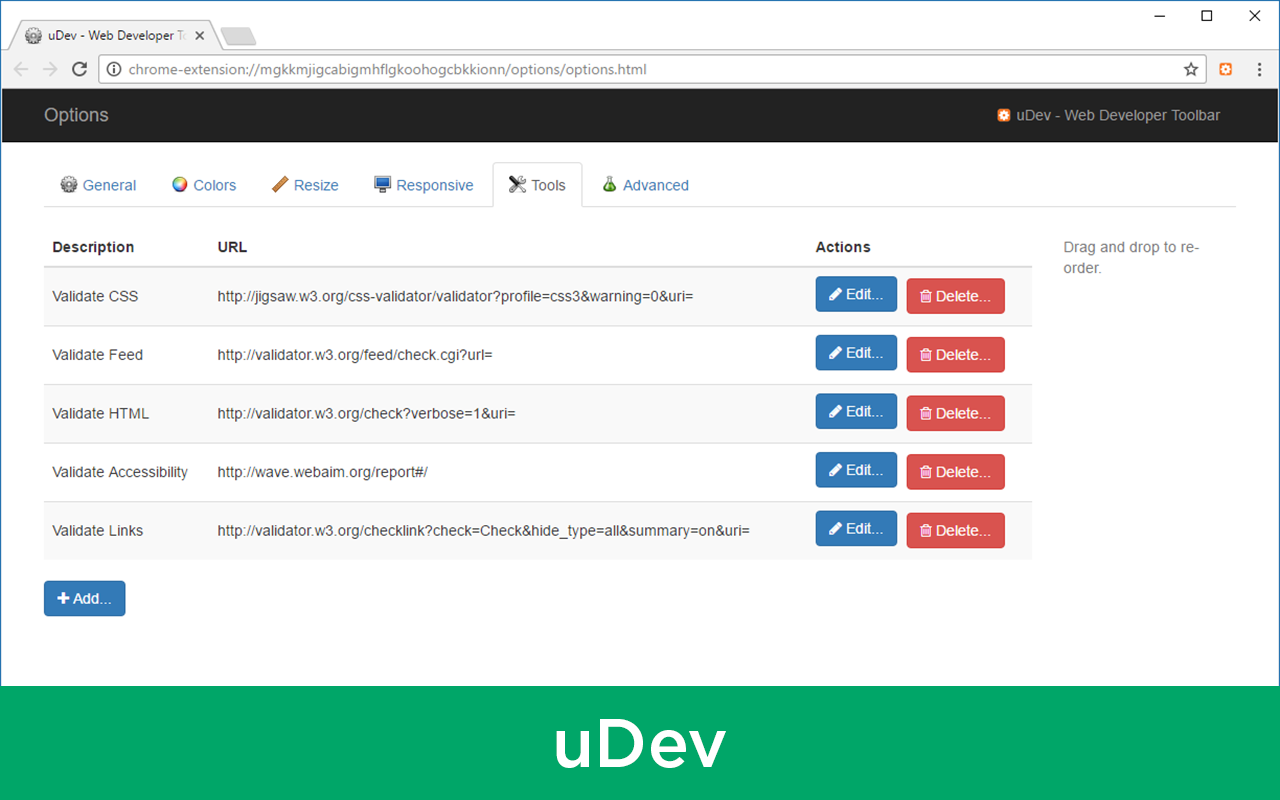 uDev - Web Developer To
chrome-extension://mgkkmjigcabigmhflgkoohogcbkkionn/options/options.html
Options
uDev - Web Developer Toolbar
General Colors Resize Responsive Tools Advanced
Description URL Actions
Drag and drop to re-
order.
Validate CSS http://jigsaw.w3.org/css-validator/validator?profile=css3&warning=0&uri= Edit... Delete...
Validate Feed http://validator.w3.org/feed/check.cgi?url= Edit... Delete...
Validate HTML http://validator.w3.org/check?verbose=1&uri= Edit... Delete...
Validate Accessibility http://wave.webaim.org/report#/ Edit... Delete...
Validate Links http://validator.w3.org/checklink?check=Check&hide_type=all&summary=on&uri= Edit... Delete...
Add...
uDev